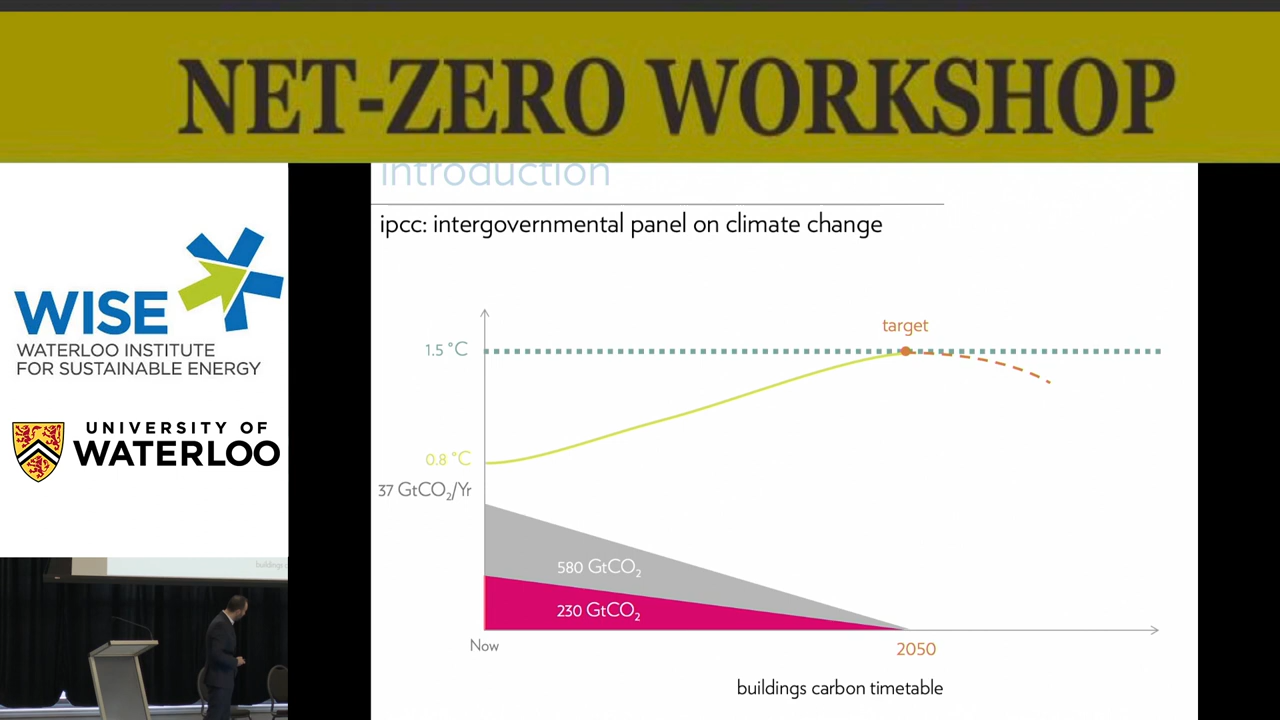 NET-ZERO WORKSHOP
introduction
ipcc: intergovernmental panel on climate change
target
1.5 °C
0.8 °C
37 GtCO₂/Yr
580 GtCO₂
230 GtCO₂
Now
2050
buildings carbon timetable
WISE
WATERLOO INSTITUTE
FOR SUSTAINABLE ENERGY
UNIVERSITY OF
WATERLOO